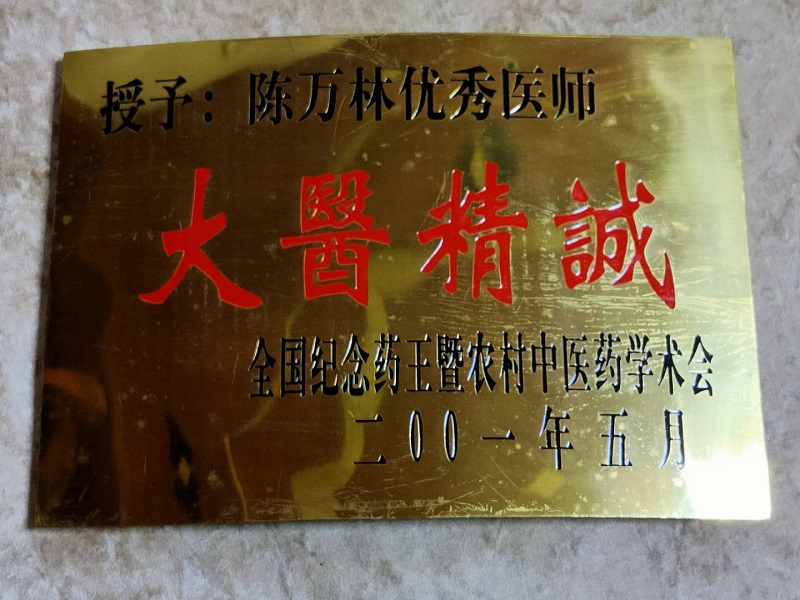 授予：陈万林优秀医师
大醫精誠
全国纪念药王暨农村中医药学术会
二00一年五月